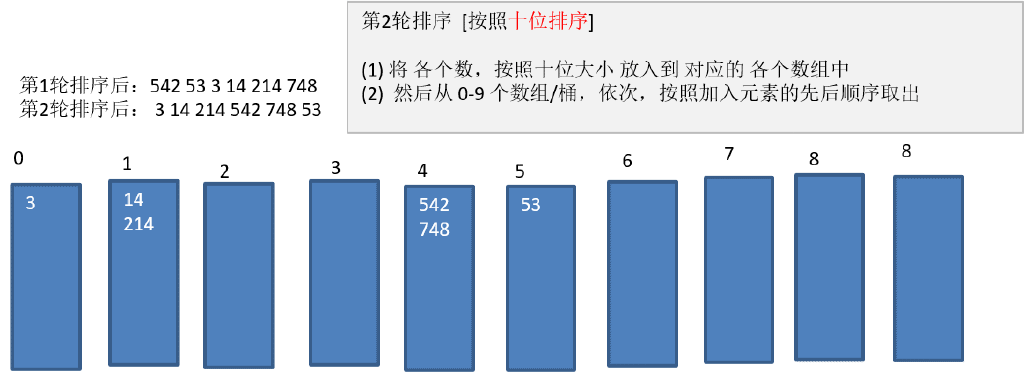 第2轮排序 [按照十位排序]
(1) 将 各个数，按照十位大小 放入到 对应的 各个数组中
(2) 然后从 0-9 个数组/桶，依次，按照加入元素的先后顺序取出
第1轮排序后：542 53 3 14 214 748
第2轮排序后： 3 14 214 542 748 53
0 1 2 3 4 5 6 7 8 8
3 14 542 53
214 748